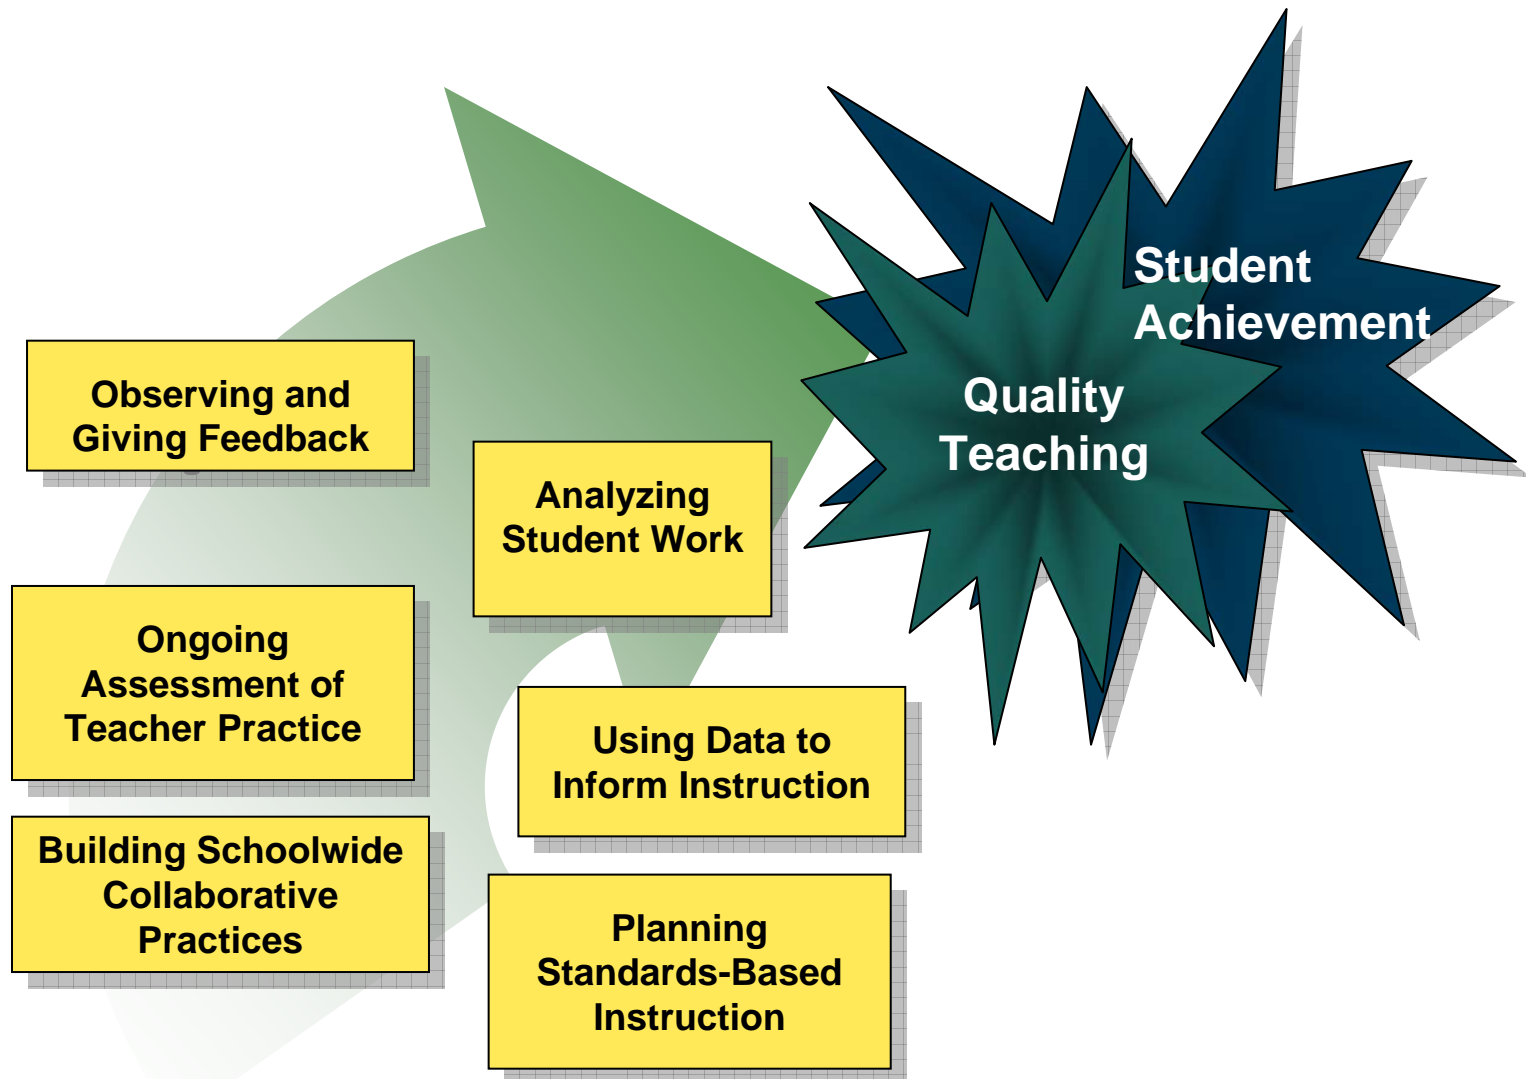 Student
Achievement
Quality
Teaching
Observing and
Giving Feedback
Analyzing
Student Work
Ongoing
Assessment of
Teacher Practice
Using Data to
Inform Instruction
Building Schoolwide
Collaborative
Practices
Planning
Standards-Based
Instruction